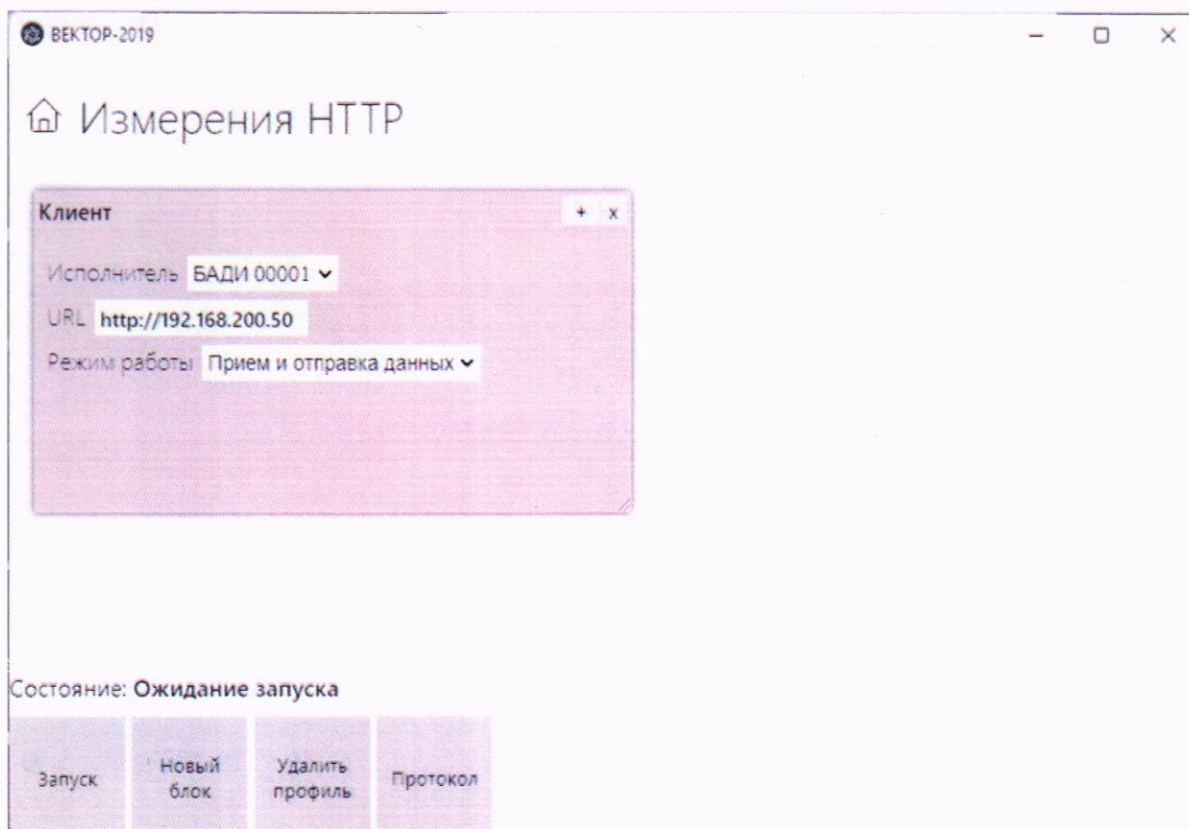 ВЕКТОР-2019
Измерения HTTP
Клиент + x
Исполнитель БАДИ 00001
URL http://192.168.200.50
Режим работы Прием и отправка данных
Состояние: Ожидание запуска
Запуск
Новый
блок
Удалить
профиль
Протокол